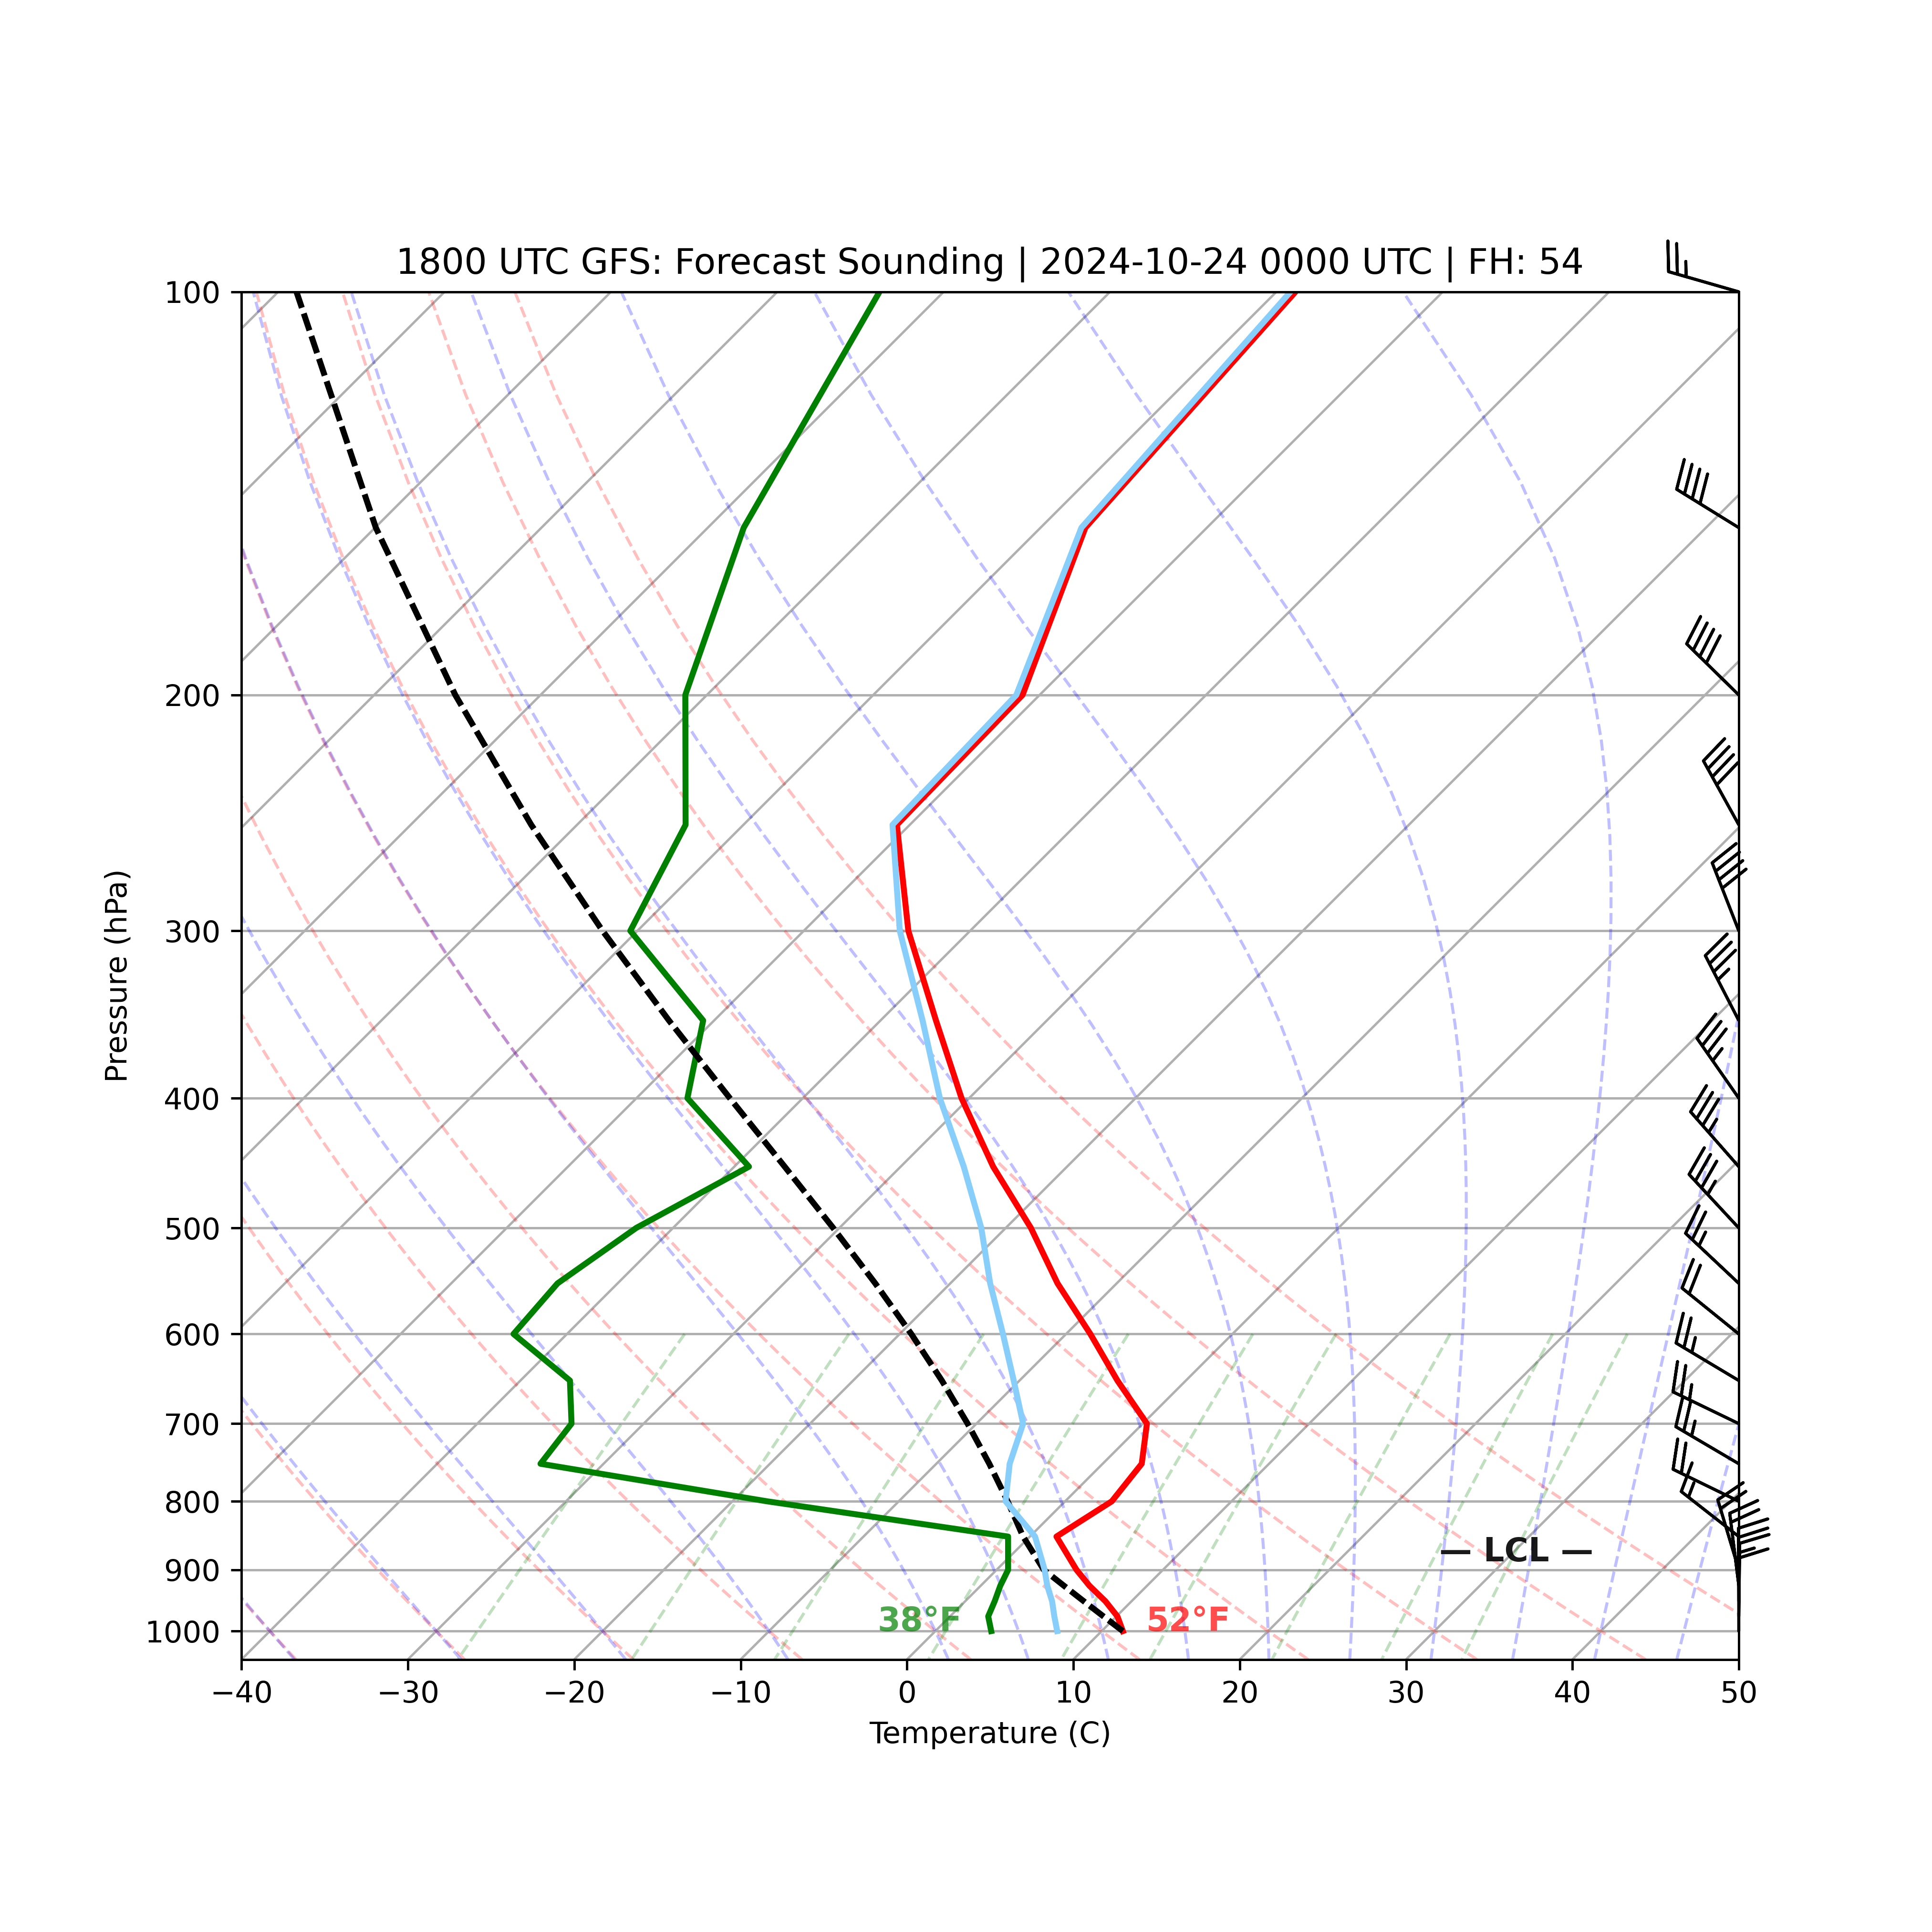 1800 UTC GFS: Forecast Sounding | 2024-10-24 0000 UTC | FH: 54
100
200
300
400
500
600
700
800
900
1000
Pressure (hPa)
— LCL —
38°F
52°F
−40 −30 −20 −10 0 10 20 30 40 50
Temperature (C)